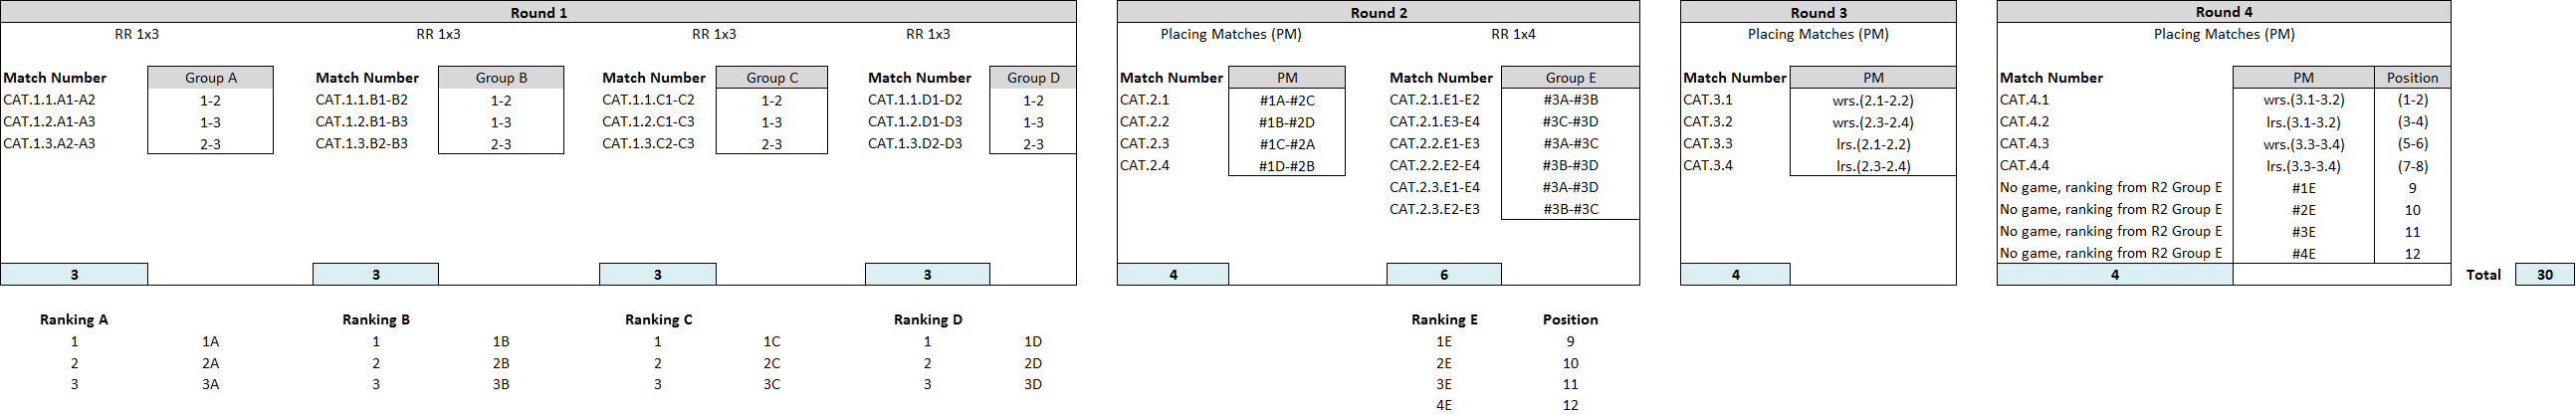 Round 1 Round 2 Round 3 Round 4
RR 1x3 RR 1x3 RR 1x3 RR 1x3 Placing Matches (PM) RR 1x4 Placing Matches (PM) Placing Matches (PM)
Match Number Group A Match Number Group B Match Number Group C Match Number Group D Match Number PM Match Number Group E Match Number PM Match Number PM Position
CAT.1.1.A1-A2 1-2 CAT.1.1.B1-B2 1-2 CAT.1.1.C1-C2 1-2 CAT.1.1.D1-D2 1-2 CAT.2.1 #1A-#2C CAT.2.1.E1-E2 #3A-#3B CAT.3.1 wrs.(2.1-2.2) CAT.4.1 wrs.(3.1-3.2) (1-2)
CAT.1.2.A1-A3 1-3 CAT.1.2.B1-B3 1-3 CAT.1.2.C1-C3 1-3 CAT.1.2.D1-D3 1-3 CAT.2.2 #1B-#2D CAT.2.1.E3-E4 #3C-#3D CAT.3.2 wrs.(2.3-2.4) CAT.4.2 lrs.(3.1-3.2) (3-4)
CAT.1.3.A2-A3 2-3 CAT.1.3.B2-B3 2-3 CAT.1.3.C2-C3 2-3 CAT.1.3.D2-D3 2-3 CAT.2.3 #1C-#2A CAT.2.2.E1-E3 #3A-#3C CAT.3.3 lrs.(2.1-2.2) CAT.4.3 wrs.(3.3-3.4) (5-6)
CAT.2.4 #1D-#2B CAT.2.2.E2-E4 #3B-#3D CAT.3.4 lrs.(2.3-2.4) CAT.4.4 lrs.(3.3-3.4) (7-8)
CAT.2.3.E1-E4 #3A-#3D No game, ranking from R2 Group E #1E 9
CAT.2.3.E2-E3 #3B-#3C No game, ranking from R2 Group E #2E 10
No game, ranking from R2 Group E #3E 11
No game, ranking from R2 Group E #4E 12
3 3 3 3 4 6 4 4 Total 30
Ranking A Ranking B Ranking C Ranking D Ranking E Position
1 1A 1 1B 1 1C 1 1D 1E 9
2 2A 2 2B 2 2C 2 2D 2E 10
3 3A 3 3B 3 3C 3 3D 3E 11
4E 12